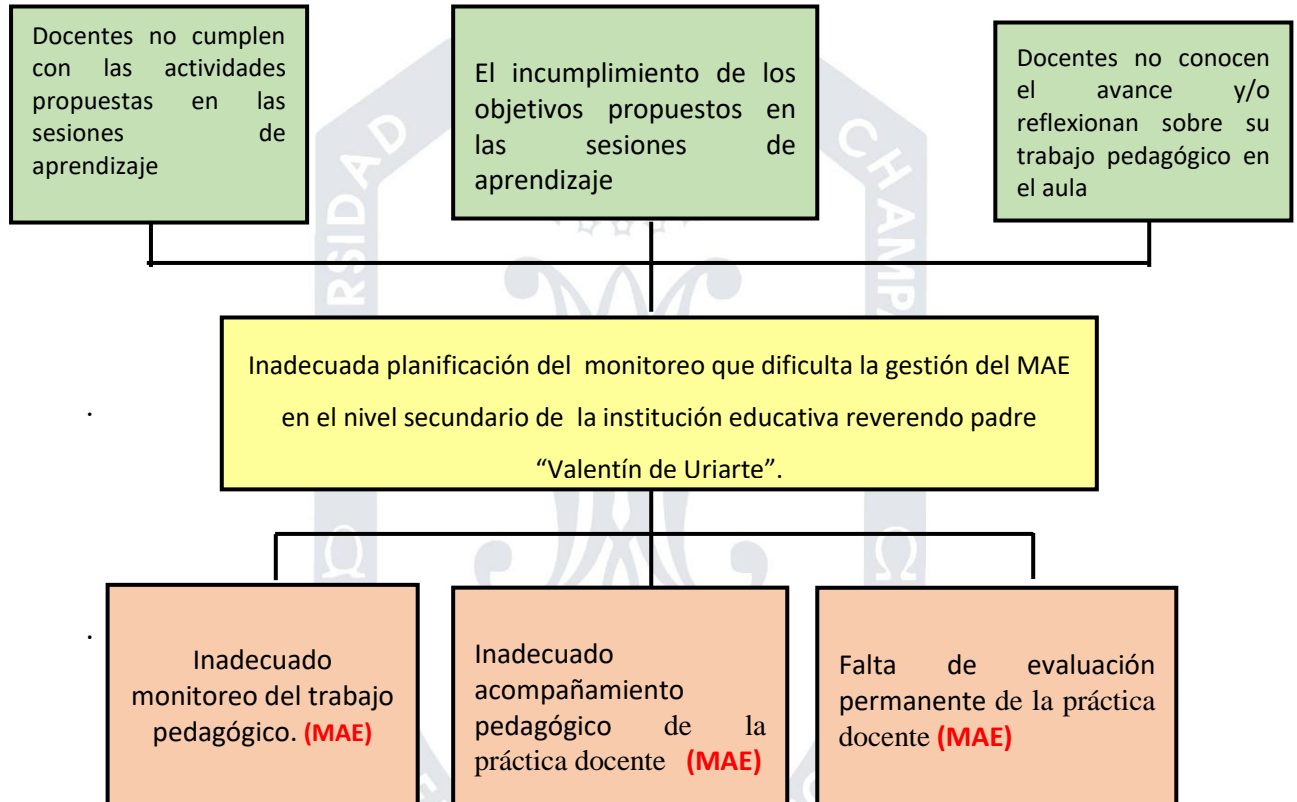 Docentes no cumplen
con las actividades
propuestas en las
sesiones de
aprendizaje
El incumplimiento de los
objetivos propuestos en
las sesiones de
aprendizaje
Docentes no conocen
el avance y/o
reflexionan sobre su
trabajo pedagógico en
el aula
RSIDAD
CHAMPA
Inadecuada planificación del monitoreo que dificulta la gestión del MAE
en el nivel secundario de la institución educativa reverendo padre
“Valentín de Uriarte”.
.
.
Inadecuado
monitoreo del trabajo
pedagógico. (MAE)
Inadecuado
acompañamiento
pedagógico de la
práctica docente (MAE)
Falta de evaluación
permanente de la práctica
docente (MAE)